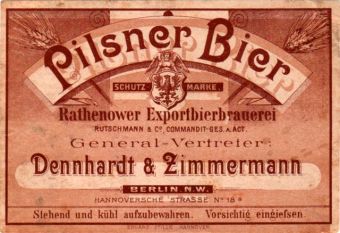 Pilsner Bier
SCHUTZ MARKE
Rathenower Exportbierbrauerei
RUTSCHMANN & Co. COMMANDIT-GES. A. ACT.
General-Vertreter:
Dennhardt & Zimmermann
BERLIN N.W.
HANNOVERSCHE STRASSE No 18a
Stehend und kühl aufzubewahren. Vorsichtig eingießen.